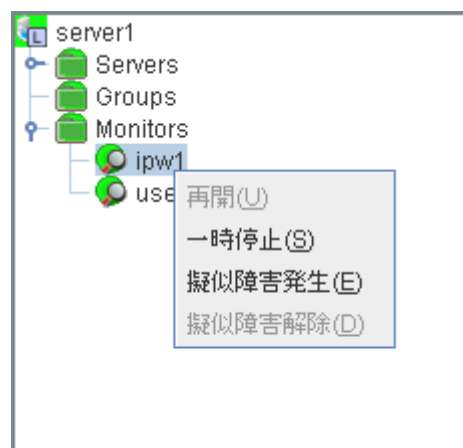 server1
Servers
Groups
Monitors
ipw1
use
再開(U)
一時停止(S)
擬似障害発生(E)
擬似障害解除(D)